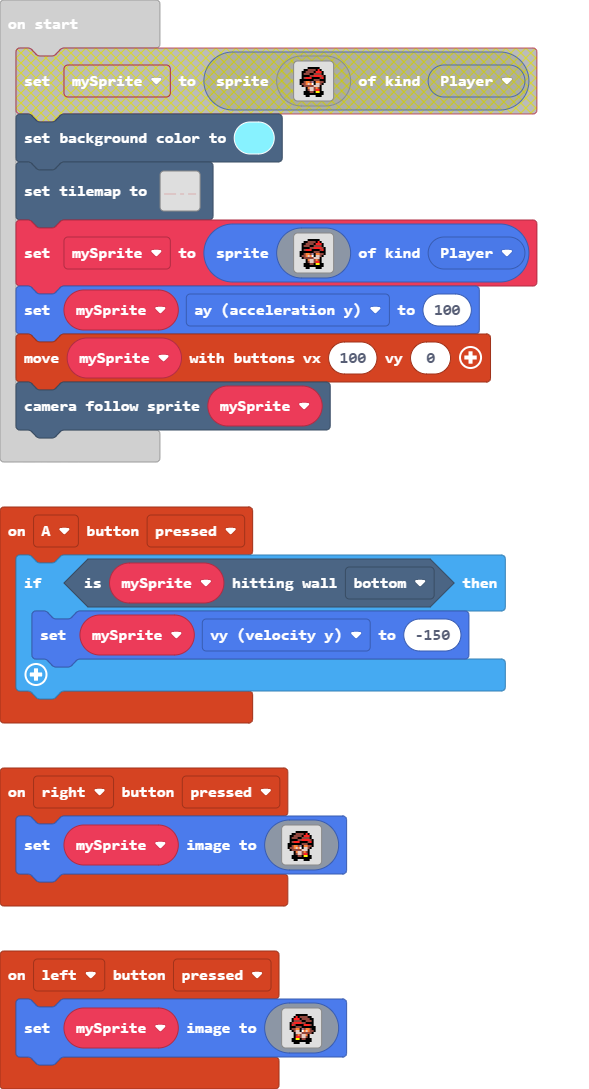 on start
set mySprite to sprite of kind Player
set background color to
set tilemap to
set mySprite to sprite of kind Player
set mySprite ay (acceleration y) to 100
move mySprite with buttons vx 100 vy 0
camera follow sprite mySprite
on A button pressed
if is mySprite hitting wall bottom then
set mySprite vy (velocity y) to -150
on right button pressed
set mySprite image to
on left button pressed
set mySprite image to